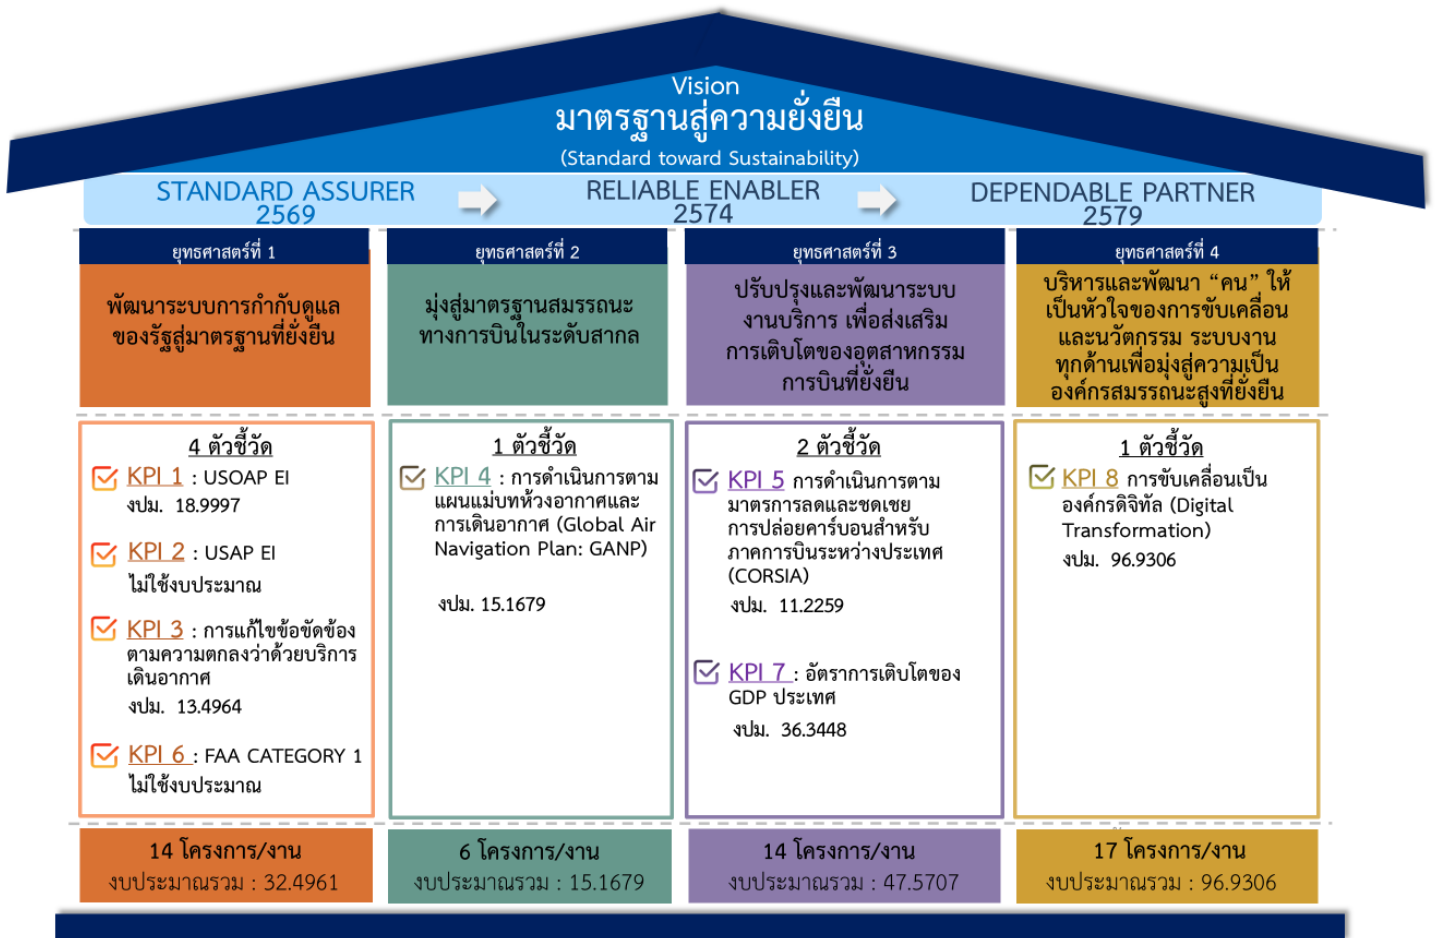 Vision
มาตรฐานสู่ความยั่งยืน
(Standard toward Sustainability)
STANDARD ASSURER
2569
RELIABLE ENABLER
2574
DEPENDABLE PARTNER
2579
ยุทธศาสตร์ที่ 1
พัฒนาระบบการกำกับดูแล
ของรัฐสู่มาตรฐานที่ยั่งยืน
ยุทธศาสตร์ที่ 2
มุ่งสู่มาตรฐานสมรรถนะ
ทางการบินในระดับสากล
ยุทธศาสตร์ที่ 3
ปรับปรุงและพัฒนาระบบ
งานบริการ เพื่อส่งเสริม
การเติบโตของอุตสาหกรรม
การบินที่ยั่งยืน
ยุทธศาสตร์ที่ 4
บริหารและพัฒนา “คน” ให้
เป็นหัวใจของการขับเคลื่อน
และนวัตกรรม ระบบงาน
ทุกด้านเพื่อมุ่งสู่ความเป็น
องค์กรสมรรถนะสูงที่ยั่งยืน
4 ตัวชี้วัด
KPI 1 : USOAP EI
งปม. 18.9997
KPI 2 : USAP EI
ไม่ใช้งบประมาณ
KPI 3 : การแก้ไขข้อขัดข้อง
ตามความตกลงว่าด้วยบริการ
เดินอากาศ
งปม. 13.4964
KPI 6 : FAA CATEGORY 1
ไม่ใช้งบประมาณ
1 ตัวชี้วัด
KPI 4 : การดำเนินการตาม
แผนแม่บทห้วงอากาศและ
การเดินอากาศ (Global Air
Navigation Plan: GANP)
งปม. 15.1679
2 ตัวชี้วัด
KPI 5 การดำเนินการตาม
มาตรการลดและชดเชย
การปล่อยคาร์บอนสำหรับ
ภาคการบินระหว่างประเทศ
(CORSIA)
งปม. 11.2259
KPI 7 : อัตราการเติบโตของ
GDP ประเทศ
งปม. 36.3448
1 ตัวชี้วัด
KPI 8 การขับเคลื่อนเป็น
องค์กรดิจิทัล (Digital
Transformation)
งปม. 96.9306
14 โครงการ/งาน
งบประมาณรวม : 32.4961
6 โครงการ/งาน
งบประมาณรวม : 15.1679
14 โครงการ/งาน
งบประมาณรวม : 47.5707
17 โครงการ/งาน
งบประมาณรวม : 96.9306